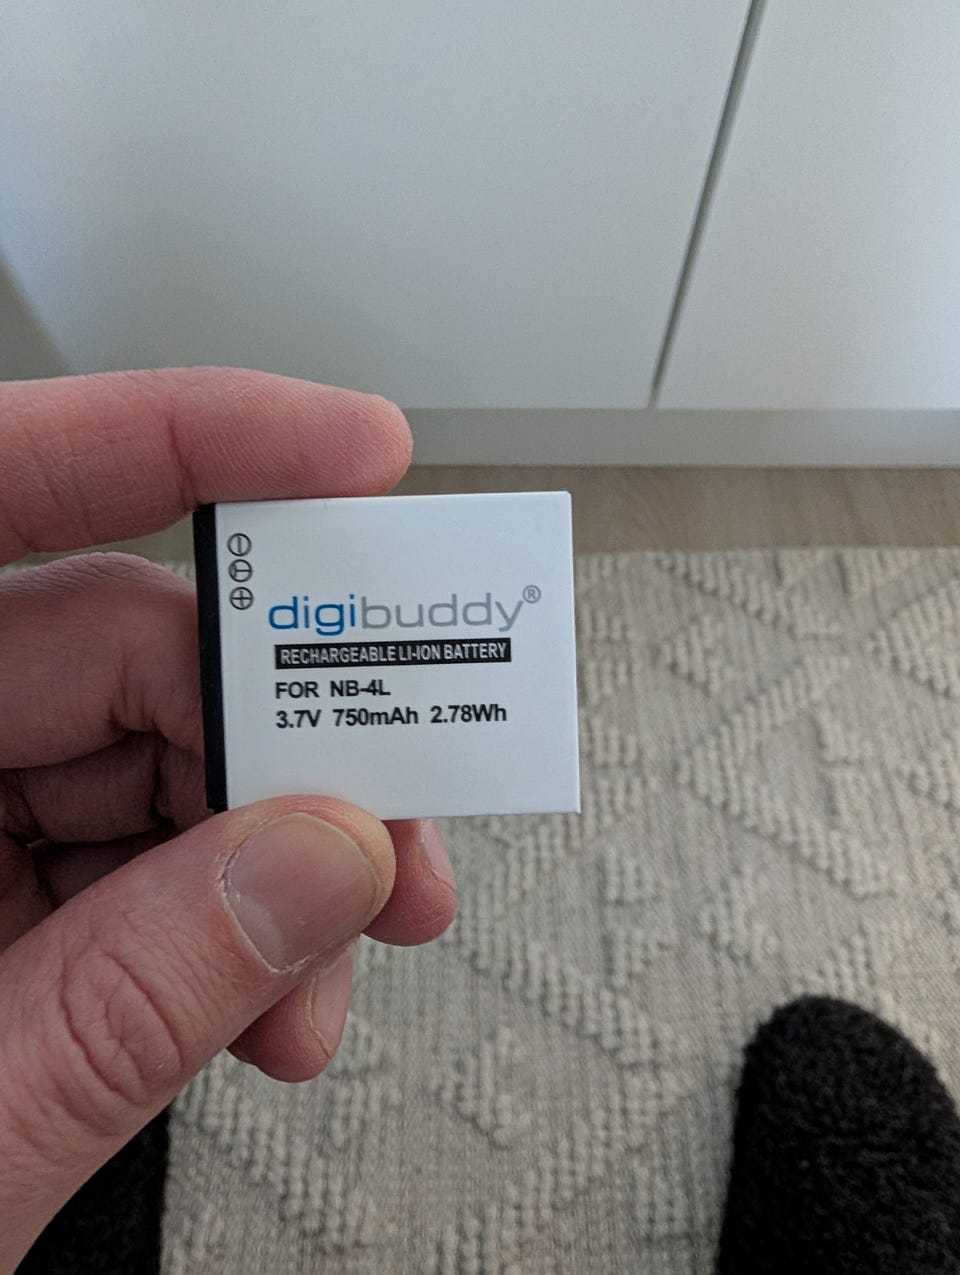 digibuddy®
RECHARGEABLE LI-ION BATTERY
FOR NB-4L
3.7V 750mAh 2.78Wh